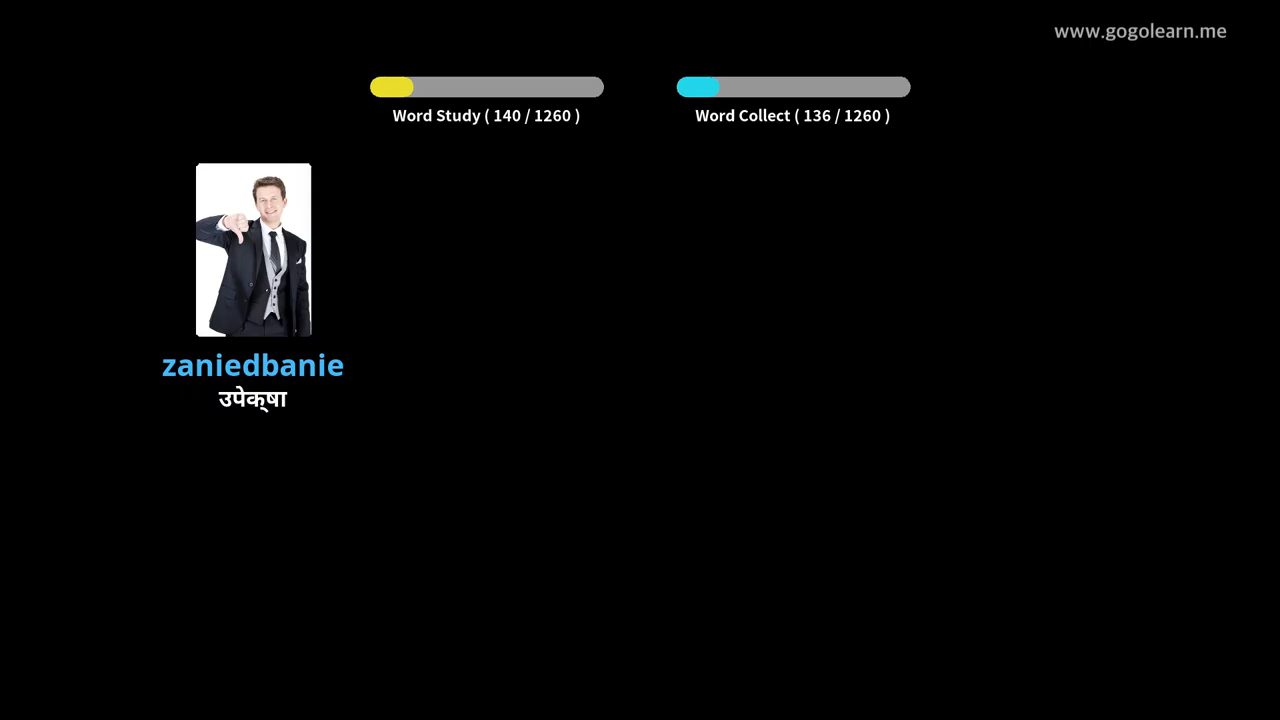 www.gogolearn.me
Word Study ( 140 / 1260 )
Word Collect ( 136 / 1260 )
zaniedbanie
उपेक्षा